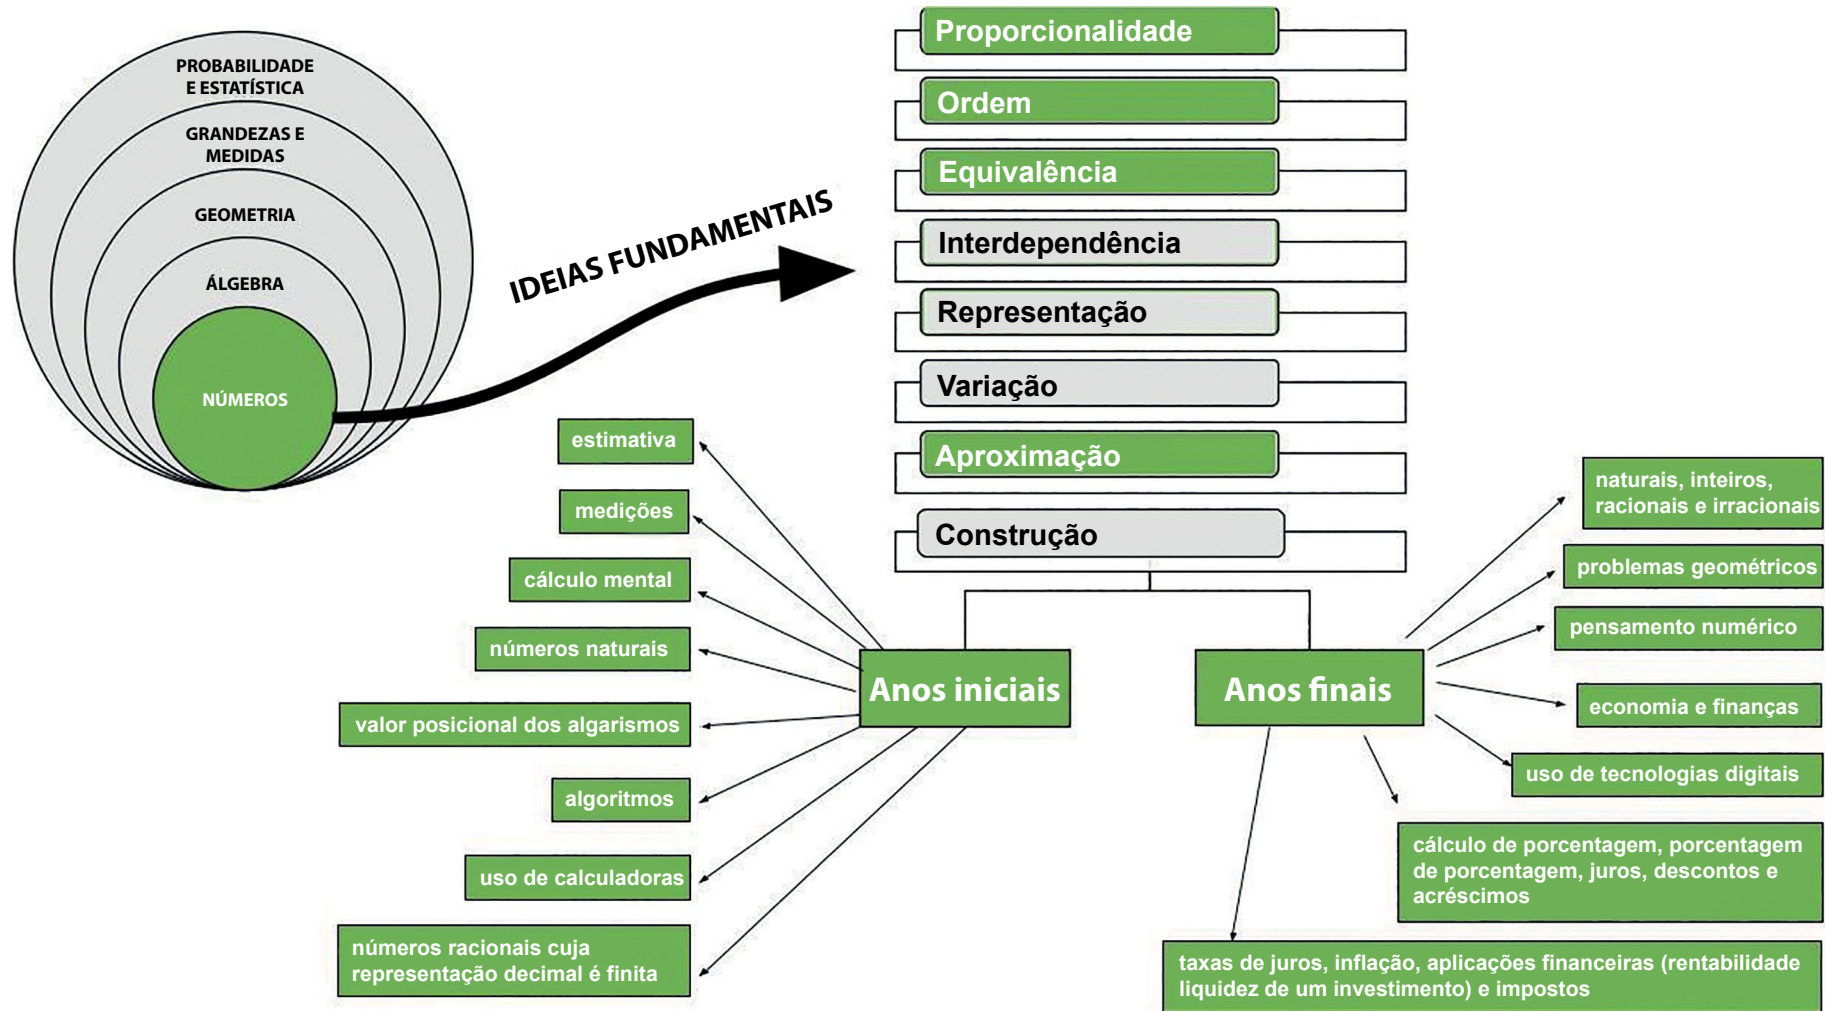 PROBABILIDADE
E ESTATÍSTICA
GRANDEZAS E
MEDIDAS
GEOMETRIA
ÁLGEBRA
NÚMEROS
IDEIAS FUNDAMENTAIS
Proporcionalidade
Ordem
Equivalência
Interdependência
Representação
Variação
Aproximação
Construção
Anos iniciais
estimativa
medições
cálculo mental
números naturais
valor posicional dos algarismos
algoritmos
uso de calculadoras
números racionais cuja
representação decimal é finita
Anos finais
naturais, inteiros,
racionais e irracionais
problemas geométricos
pensamento numérico
economia e finanças
uso de tecnologias digitais
cálculo de porcentagem, porcentagem
de porcentagem, juros, descontos e
acréscimos
taxas de juros, inflação, aplicações financeiras (rentabilidade
liquidez de um investimento) e impostos